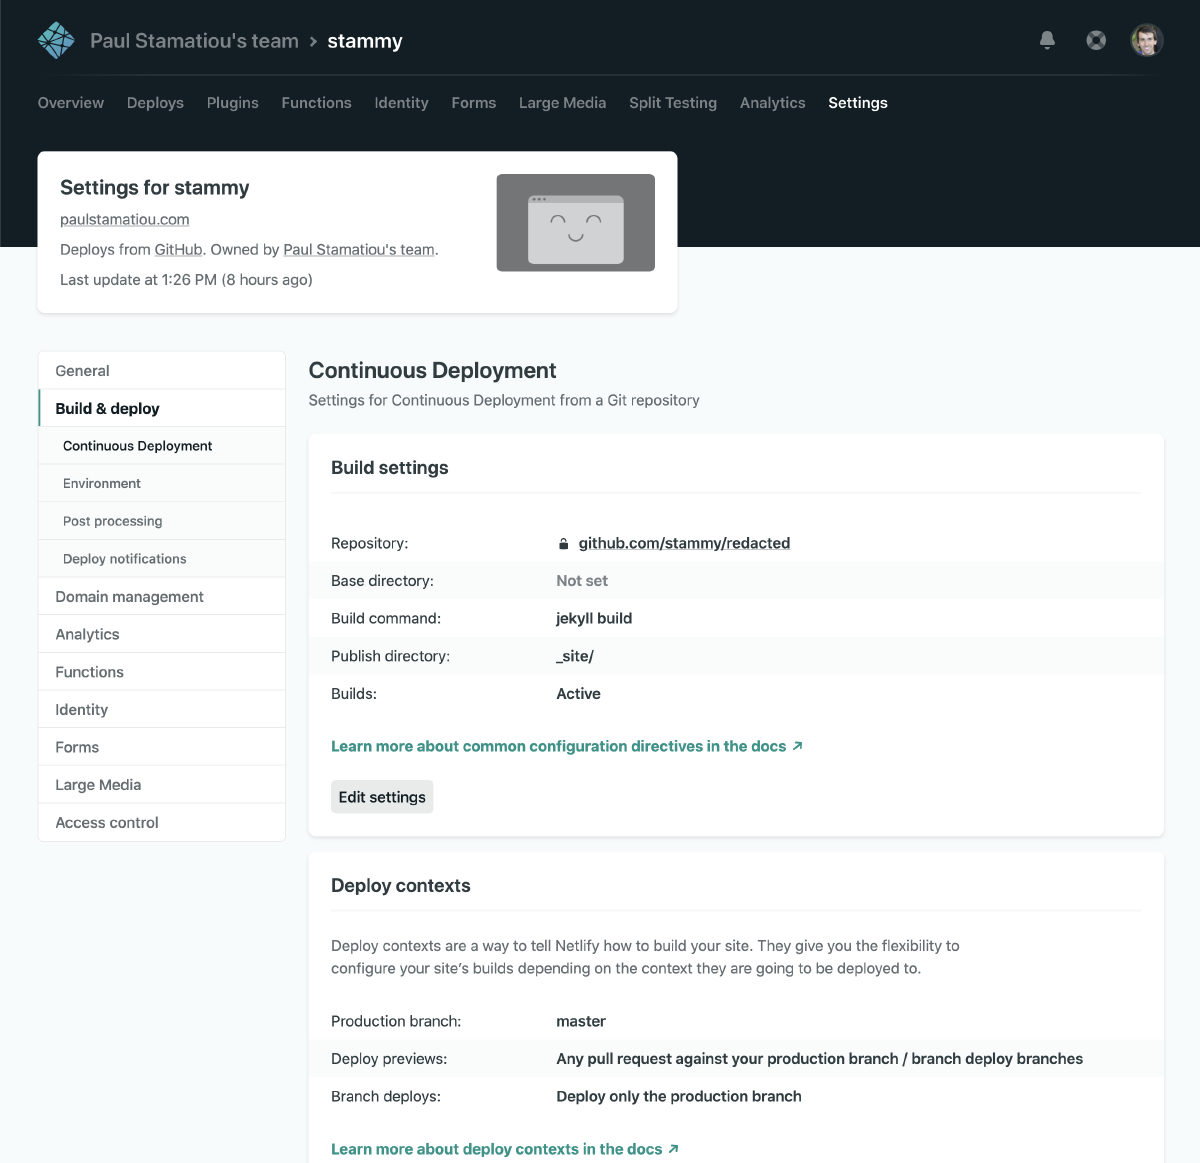 Paul Stamatiou's team › stammy
Overview Deploys Plugins Functions Identity Forms Large Media Split Testing Analytics Settings
Settings for stammy
paulstamatiou.com
Deploys from GitHub. Owned by Paul Stamatiou's team.
Last update at 1:26 PM (8 hours ago)
General
Build & deploy
Continuous Deployment
Environment
Post processing
Deploy notifications
Domain management
Analytics
Functions
Identity
Forms
Large Media
Access control
Continuous Deployment
Settings for Continuous Deployment from a Git repository
Build settings
Repository: github.com/stammy/redacted
Base directory: Not set
Build command: jekyll build
Publish directory: _site/
Builds: Active
Learn more about common configuration directives in the docs ↗
Edit settings
Deploy contexts
Deploy contexts are a way to tell Netlify how to build your site. They give you the flexibility to
configure your site’s builds depending on the context they are going to be deployed to.
Production branch: master
Deploy previews: Any pull request against your production branch / branch deploy branches
Branch deploys: Deploy only the production branch
Learn more about deploy contexts in the docs ↗